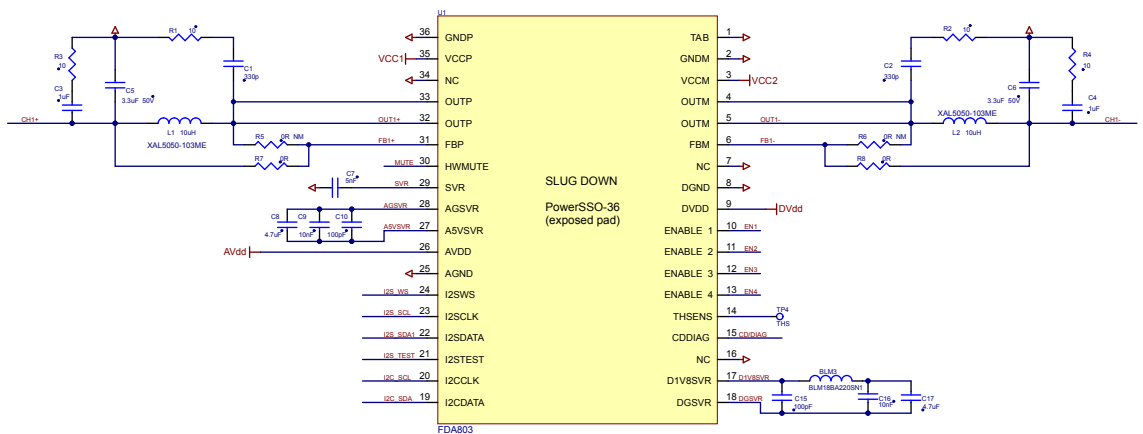 U1
FDA803
SLUG DOWN
PowerSSO-36
(exposed pad)
36 GNDP
VCC1 35 VCCP
34 NC
33 OUTP
CH1+ OUT1+ 32 OUTP
FB1+ 31 FBP
MUTE 30 HWMUTE
SVR 29 SVR
AGSVR 28 AGSVR
A5VSVR 27 A5VSVR
AVdd 26 AVDD
25 AGND
I2S_WS 24 I2SWS
I2S_SCL 23 I2SCLK
I2S_SDA1 22 I2SDATA
I2S_TEST 21 I2STEST
I2C_SCL 20 I2CCLK
I2C_SDA 19 I2CDATA
TAB 1
GNDM 2
VCCM 3 VCC2
OUTM 4
OUTM 5 OUT1- CH1-
FBM 6 FB1-
NC 7
DGND 8
DVDD 9 DVdd
ENABLE 1 10 EN1
ENABLE 2 11 EN2
ENABLE 3 12 EN3
ENABLE 4 13 EN4
THSENS 14
TP4
THS
CDDIAG 15 CD/DIAG
NC 16
D1V8SVR 17 D1V8SVR
DGSVR 18 DGSVR
R1 10
R3
10
C1
330p
C3
1uF
C5
3.3uF 50V
L1 10uH
XAL5050-103ME
R5 0R NM
R7 0R
C7
5nF
C8
4.7uF
C9
10nF
C10
100pF
R2 10
R4
10
C2
330p
C6
3.3uF 50V
C4
1uF
XAL5050-103ME
L2 10uH
R6 0R NM
R8 0R
BLM3
BLM18BA220SN1
C15
100pF
C16
10nF
C17
4.7uF